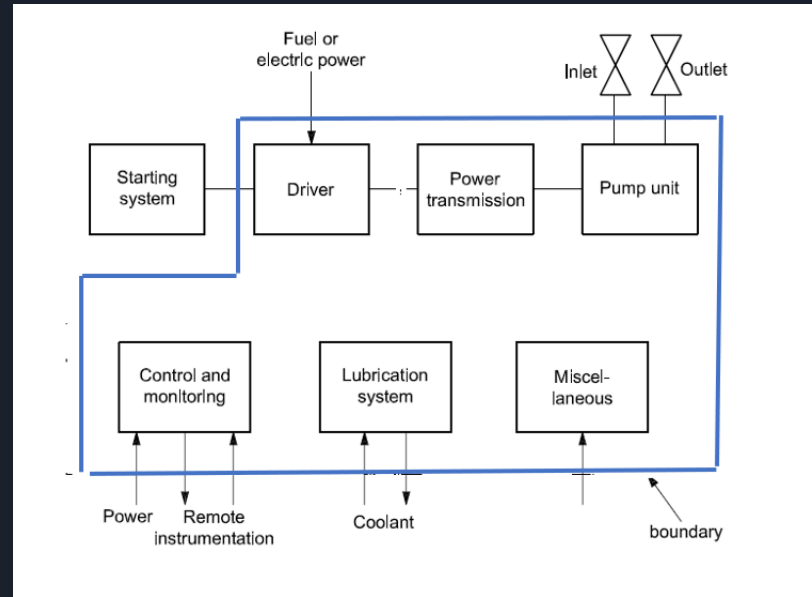 Fuel or
electric power
Inlet
Outlet
Starting
system
Driver
Power
transmission
Pump unit
Control and
monitoring
Lubrication
system
Miscel-
laneous
Power
Remote
instrumentation
Coolant
boundary